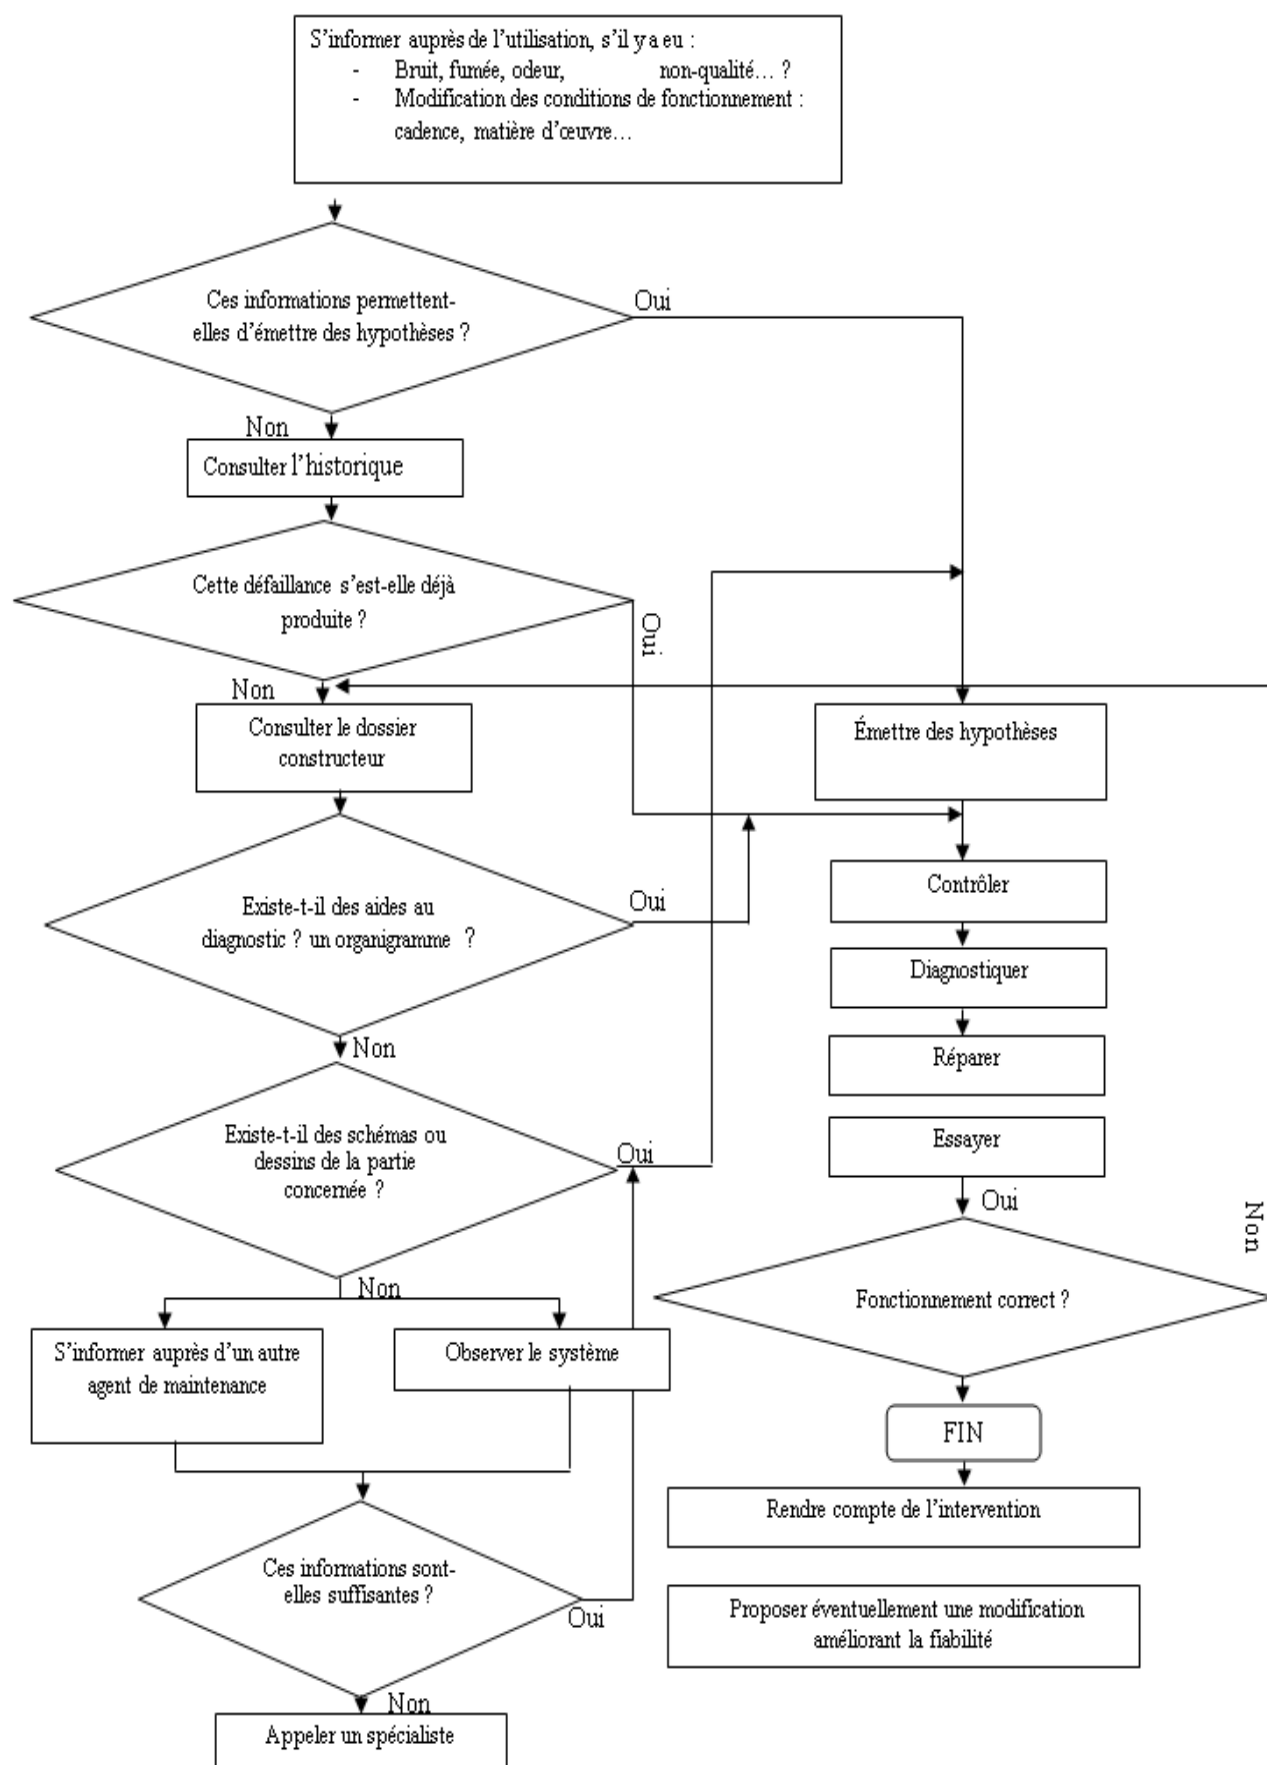 S’informer auprès de l’utilisation, s’il y a eu :
- Bruit, fumée, odeur, non-qualité… ?
- Modification des conditions de fonctionnement :
cadence, matière d’œuvre…
Ces informations permettent-
elles d’émettre des hypothèses ?
Oui
Non
Consulter l’historique
Cette défaillance s’est-elle déjà
produite ?
Oui
Non
Consulter le dossier
constructeur
Émettre des hypothèses
Existe-t-il des aides au
diagnostic ? un organigramme ?
Oui
Non
Contrôler
Diagnostiquer
Réparer
Essayer
Existe-t-il des schémas ou
dessins de la partie
concernée ?
Oui
Non
Oui
Non
Fonctionnement correct ?
S’informer auprès d’un autre
agent de maintenance
Observer le système
FIN
Rendre compte de l’intervention
Ces informations sont-
elles suffisantes ?
Oui
Non
Proposer éventuellement une modification
améliorant la fiabilité
Appeler un spécialiste